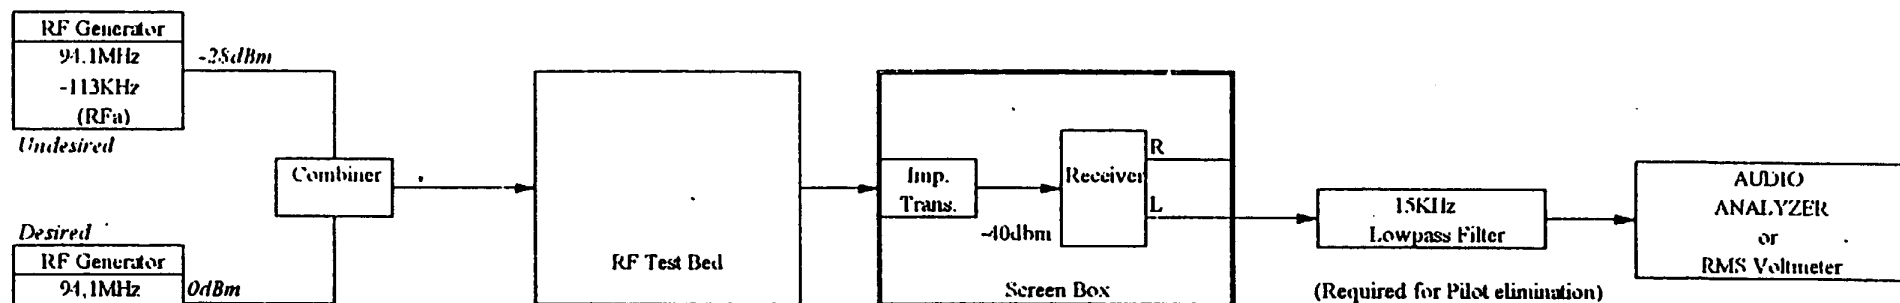 RF Generator
94.1MHz
-113KHz
(RFa)
Undesired
-28dBm
Combiner
Desired
RF Generator
94,1MHz
0dBm
RF Test Bed
Imp.
Trans.
-40dbm
Receiver
R
L
Screen Box
15KHz
Lowpass Filter
(Required for Pilot elimination)
AUDIO
ANALYZER
or
RMS Voltmeter